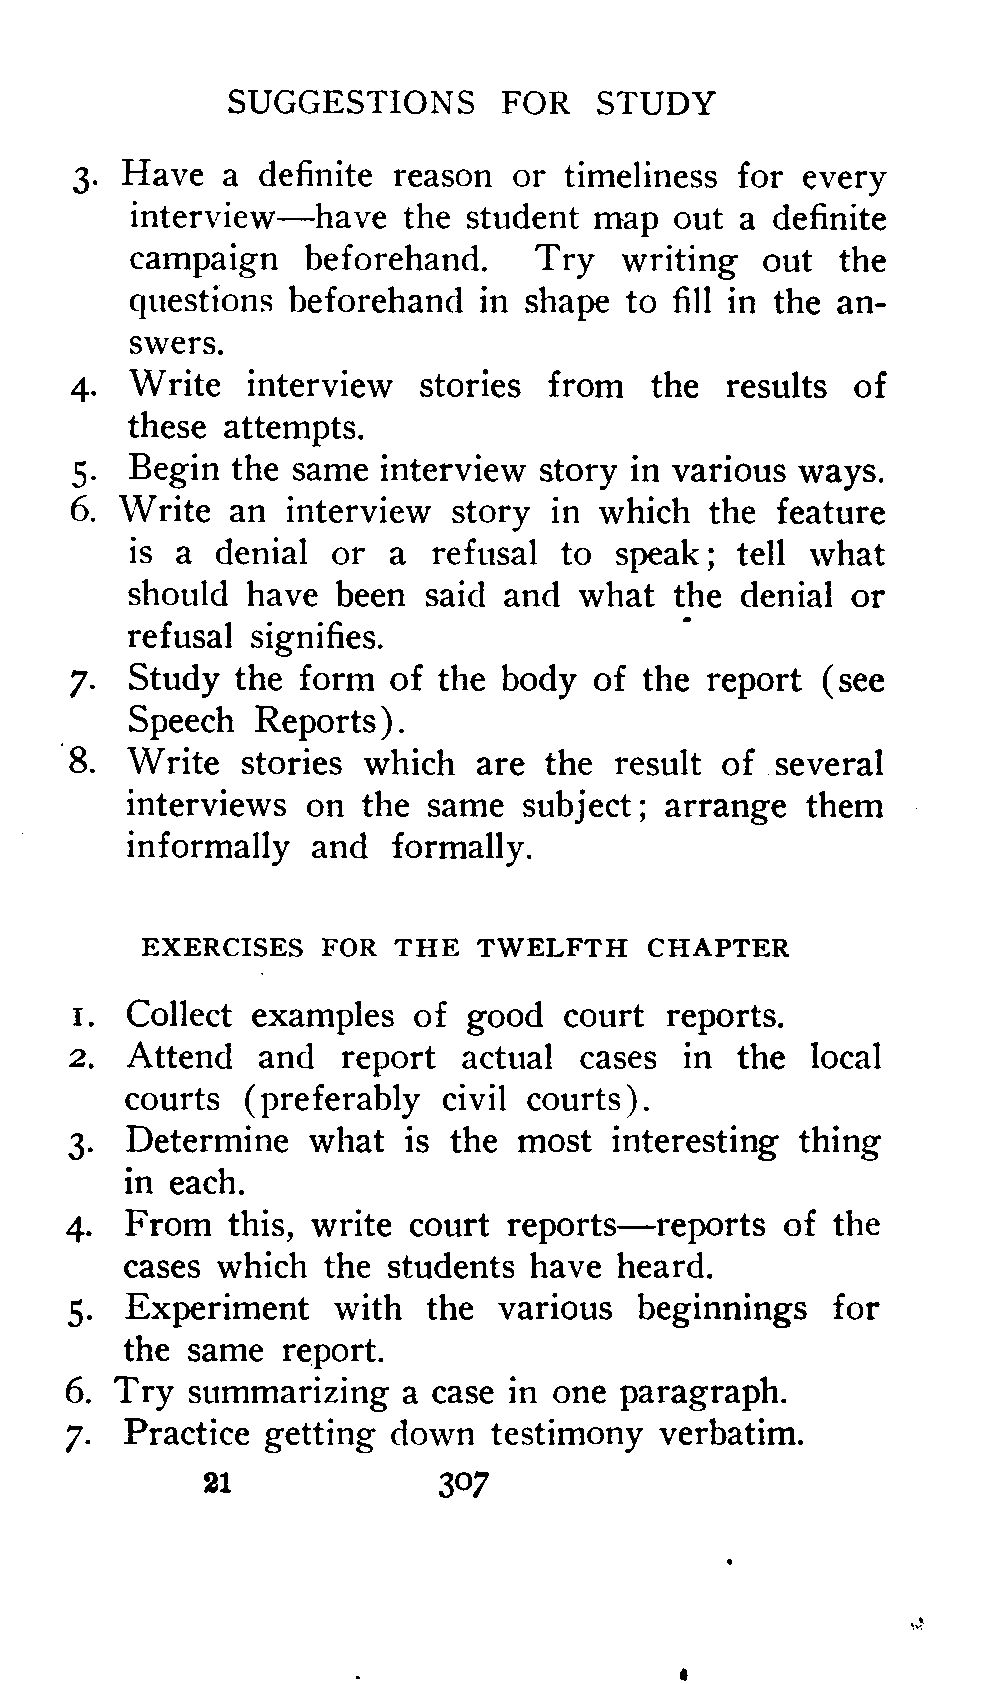 SUGGESTIONS FOR STUDY
3. Have a definite reason or timeliness for every
interview—have the student map out a definite
campaign beforehand. Try writing out the
questions beforehand in shape to fill in the an-
swers.
4. Write interview stories from the results of
these attempts.
5. Begin the same interview story in various ways.
6. Write an interview story in which the feature
is a denial or a refusal to speak; tell what
should have been said and what the denial or
refusal signifies.
7. Study the form of the body of the report (see
Speech Reports).
8. Write stories which are the result of several
interviews on the same subject; arrange them
informally and formally.
EXERCISES FOR THE TWELFTH CHAPTER
1. Collect examples of good court reports.
2. Attend and report actual cases in the local
courts (preferably civil courts).
3. Determine what is the most interesting thing
in each.
4. From this, write court reports—reports of the
cases which the students have heard.
5. Experiment with the various beginnings for
the same report.
6. Try summarizing a case in one paragraph.
7. Practice getting down testimony verbatim.
21 307